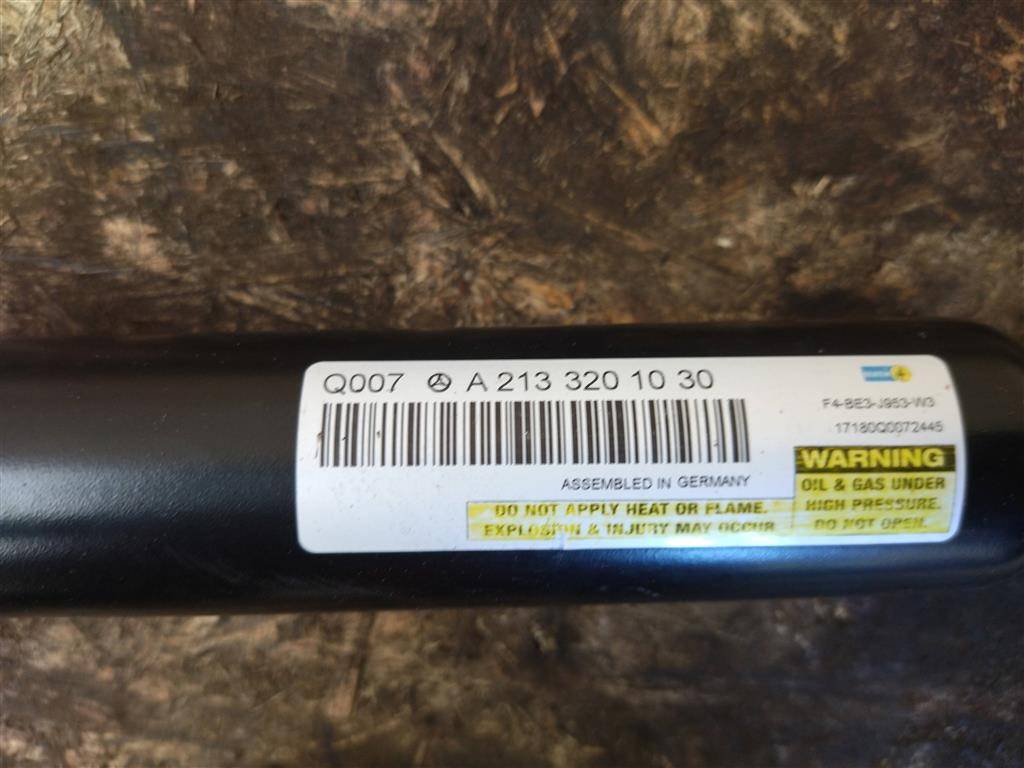 Q007 A 213 320 10 30
F4-BE3-J953-W3
17180Q0072445
ASSEMBLED IN GERMANY
WARNING
OIL & GAS UNDER
HIGH PRESSURE.
DO NOT OPEN.
DO NOT APPLY HEAT OR FLAME.
EXPLOSION & INJURY MAY OCCUR